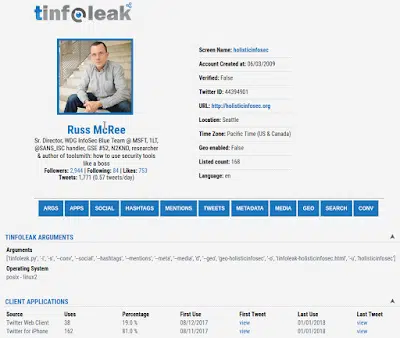 tinfoleak
Screen Name: holisticinfosec
Account Created at: 06/03/2009
Verified: False
Twitter ID: 44394901
URL: http://holisticinfosec.org
Location: Seattle
Time Zone: Pacific Time (US & Canada)
Geo enabled: False
Listed count: 168
Language: en
Russ McRee
Sr. Director, WDG InfoSec Blue Team @ MSFT, 1LT,
@SANS_ISC handler, GSE #52, N2KND, researcher
& author of toolsmith: how to use security tools
like a boss
Followers: 2,944 | Following: 84 | Likes: 753
Tweets: 1,771 (0.57 tweets/day)
ARGS APPS SOCIAL HASHTAGS MENTIONS TWEETS METADATA MEDIA GEO SEARCH CONV
TINFOLEAK ARGUMENTS
Arguments
['tinfoleak.py', '-i', '-s', '--conv', '--social', '--hashtags', '--mentions', '--meta', '--media', 'd', '--geo', 'geo-holisticinfosec', '-o', 'tinfoleak-holisticinfosec.html', '-u', 'holisticinfosec']
Operating System
posix - linux2
CLIENT APPLICATIONS
Source Uses Percentage First Use First Tweet Last Use Last Tweet
Twitter Web Client 38 19.0 % 08/12/2017 view 01/01/2018 view
Twitter for iPhone 162 81.0 % 08/11/2017 view 01/01/2018 view